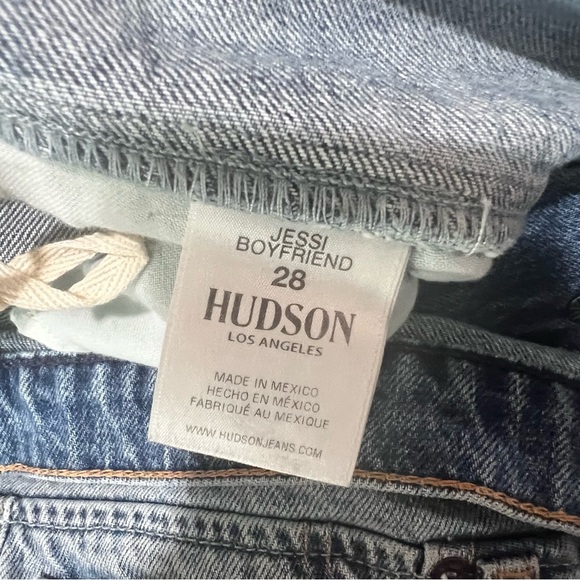 JESSI
BOYFRIEND
28
HUDSON
LOS ANGELES
MADE IN MEXICO
HECHO EN MÉXICO
FABRIQUÉ AU MEXIQUE
WWW.HUDSONJEANS.COM